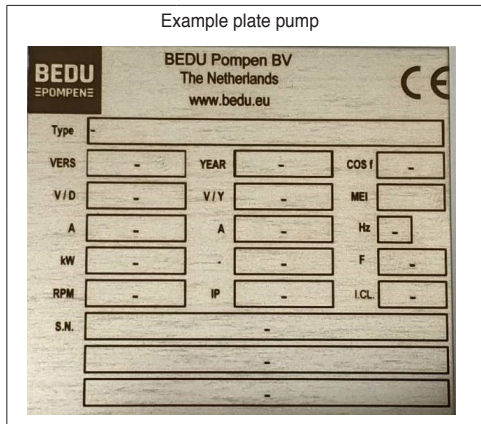 Example plate pump
BEDU
ΞPOMPENΞ
BEDU Pompen BV
The Netherlands
www.bedu.eu
CE
Type -
VERS - YEAR - COS f -
V / D - V / Y - MEI
A - A - Hz -
kW - - - F -
RPM - IP - I.CL. -
S.N. -
-
-